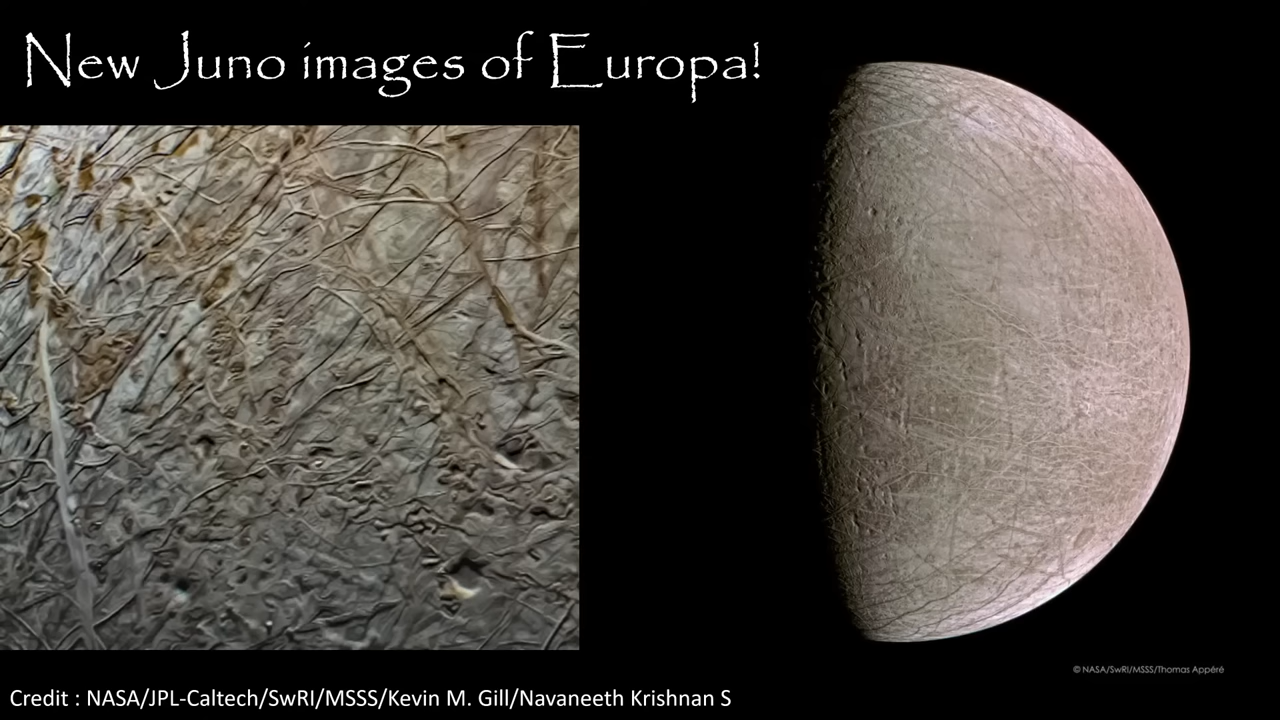 New Juno images of Europa!
© NASA/SwRI/MSSS/Thomas Appéré
Credit : NASA/JPL-Caltech/SwRI/MSSS/Kevin M. Gill/Navaneeth Krishnan S